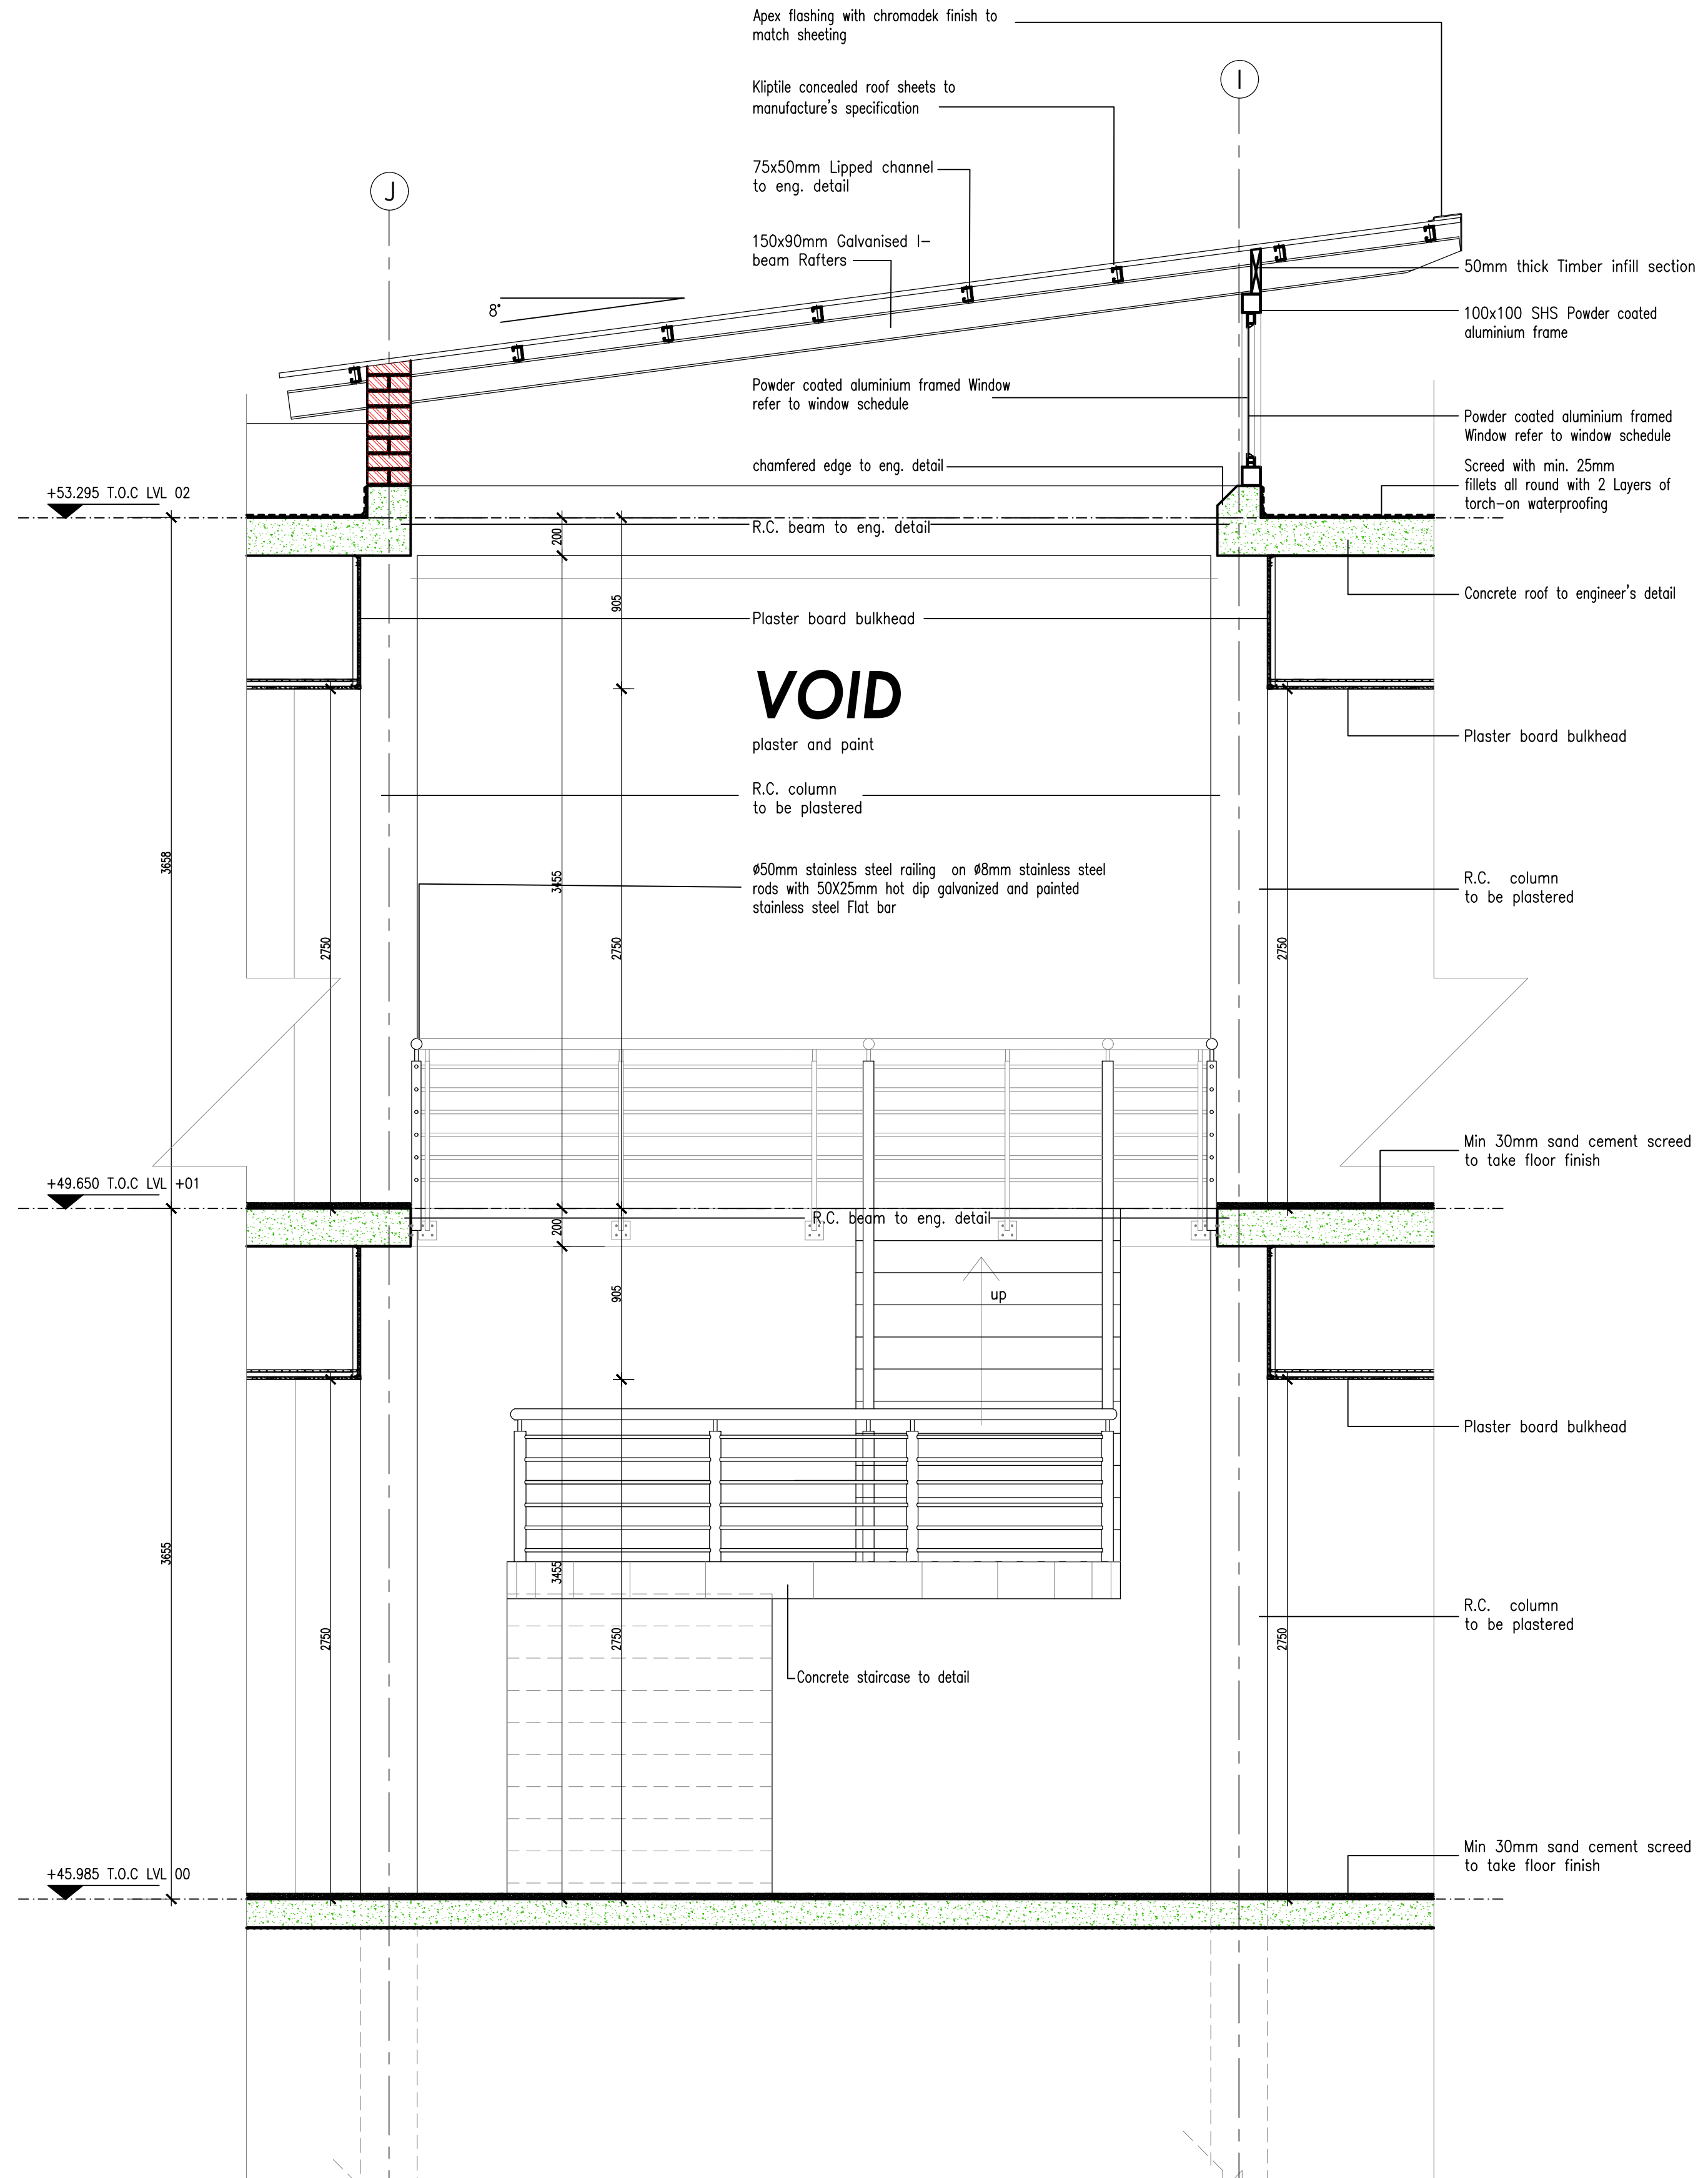 Apex flashing with chromadek finish to
match sheeting
Kliptile concealed roof sheets to
manufacture's specification
I
75x50mm Lipped channel
to eng. detail
J
150x90mm Galvanised I-
beam Rafters
50mm thick Timber infill section
8°
100x100 SHS Powder coated
aluminium frame
Powder coated aluminium framed Window
refer to window schedule
Powder coated aluminium framed
Window refer to window schedule
chamfered edge to eng. detail
Screed with min. 25mm
fillets all round with 2 Layers of
torch-on waterproofing
+53.295 T.O.C LVL 02
R.C. beam to eng. detail
200
905
Concrete roof to engineer's detail
Plaster board bulkhead
VOID
plaster and paint
Plaster board bulkhead
R.C. column
to be plastered
3658
3455
Ø50mm stainless steel railing on Ø8mm stainless steel
rods with 50X25mm hot dip galvanized and painted
stainless steel Flat bar
R.C. column
to be plastered
2750
2750
2750
Min 30mm sand cement screed
to take floor finish
+49.650 T.O.C LVL +01
R.C. beam to eng. detail
200
905
up
Plaster board bulkhead
3655
3455
R.C. column
to be plastered
2750
2750
2750
Concrete staircase to detail
Min 30mm sand cement screed
to take floor finish
+45.985 T.O.C LVL 00